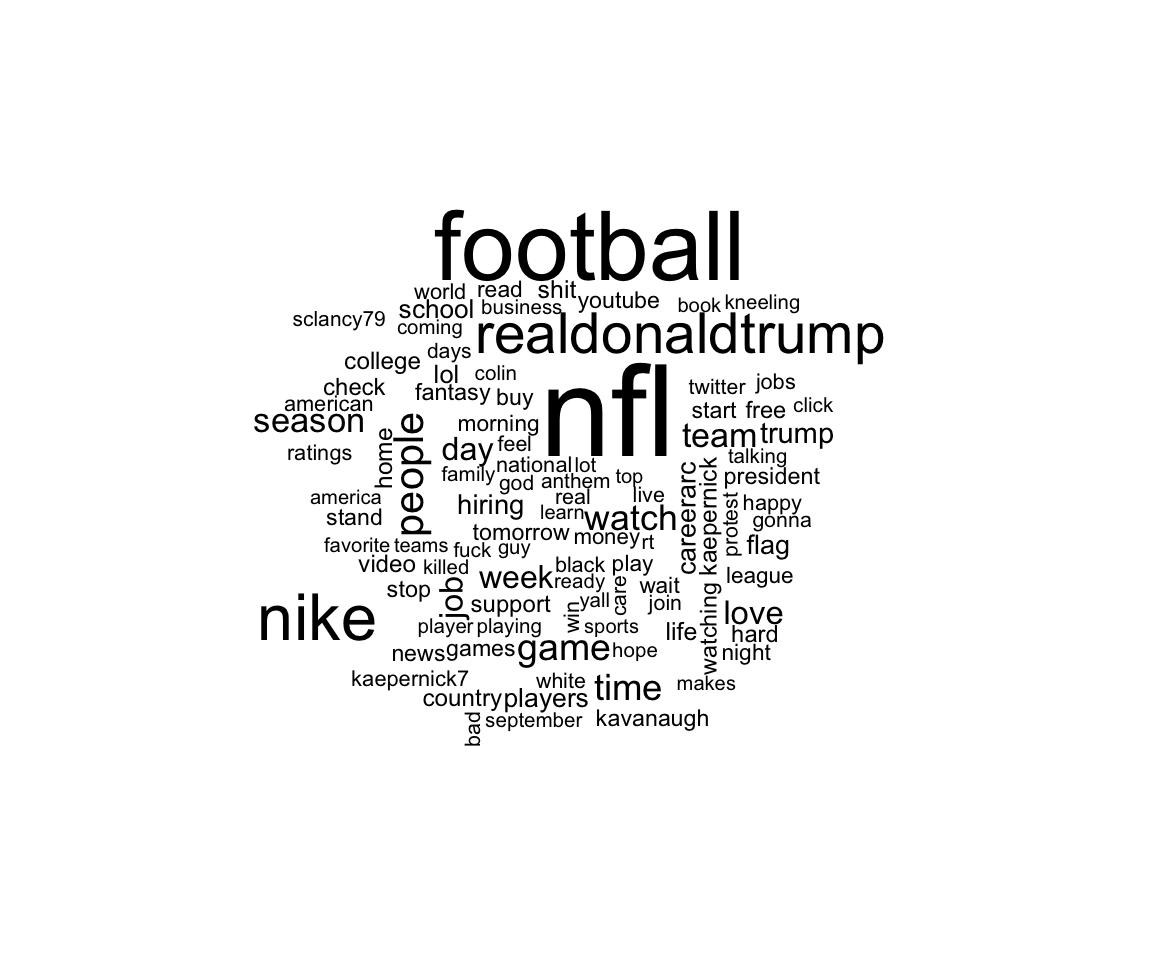 football
world read shit
sclancy79 school business youtube book kneeling
coming realdonaldtrump
college days
check lol colin nfl twitter jobs
american fantasy buy start free click
season people morning team trump
ratings home day feel talking
family national lot
america god anthem top careerarc president
stand hiring real live kaepernick protest happy
learn watch gonna
tomorrow money rt flag
favorite teams fuck guy
video killed black play
stop job week ready care wait league
nike support win yall join watching love
player playing sports life hard
news games game hope night
kaepernick7 white time makes
country players
bad september kavanaugh